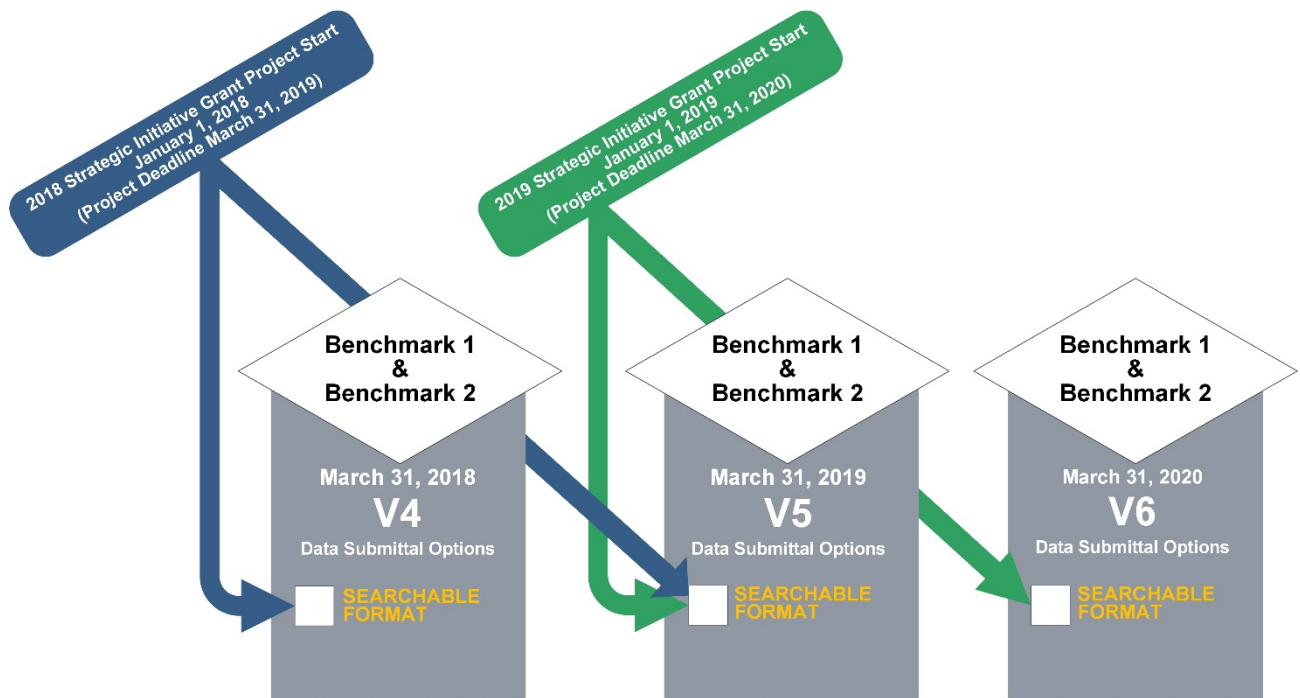 2018 Strategic Initiative Grant Project Start
January 1, 2018
(Project Deadline March 31, 2019)
2019 Strategic Initiative Grant Project Start
January 1, 2019
(Project Deadline March 31, 2020)
Benchmark 1
&
Benchmark 2
March 31, 2018
V4
Data Submittal Options
SEARCHABLE
FORMAT
Benchmark 1
&
Benchmark 2
March 31, 2019
V5
Data Submittal Options
SEARCHABLE
FORMAT
Benchmark 1
&
Benchmark 2
March 31, 2020
V6
Data Submittal Options
SEARCHABLE
FORMAT